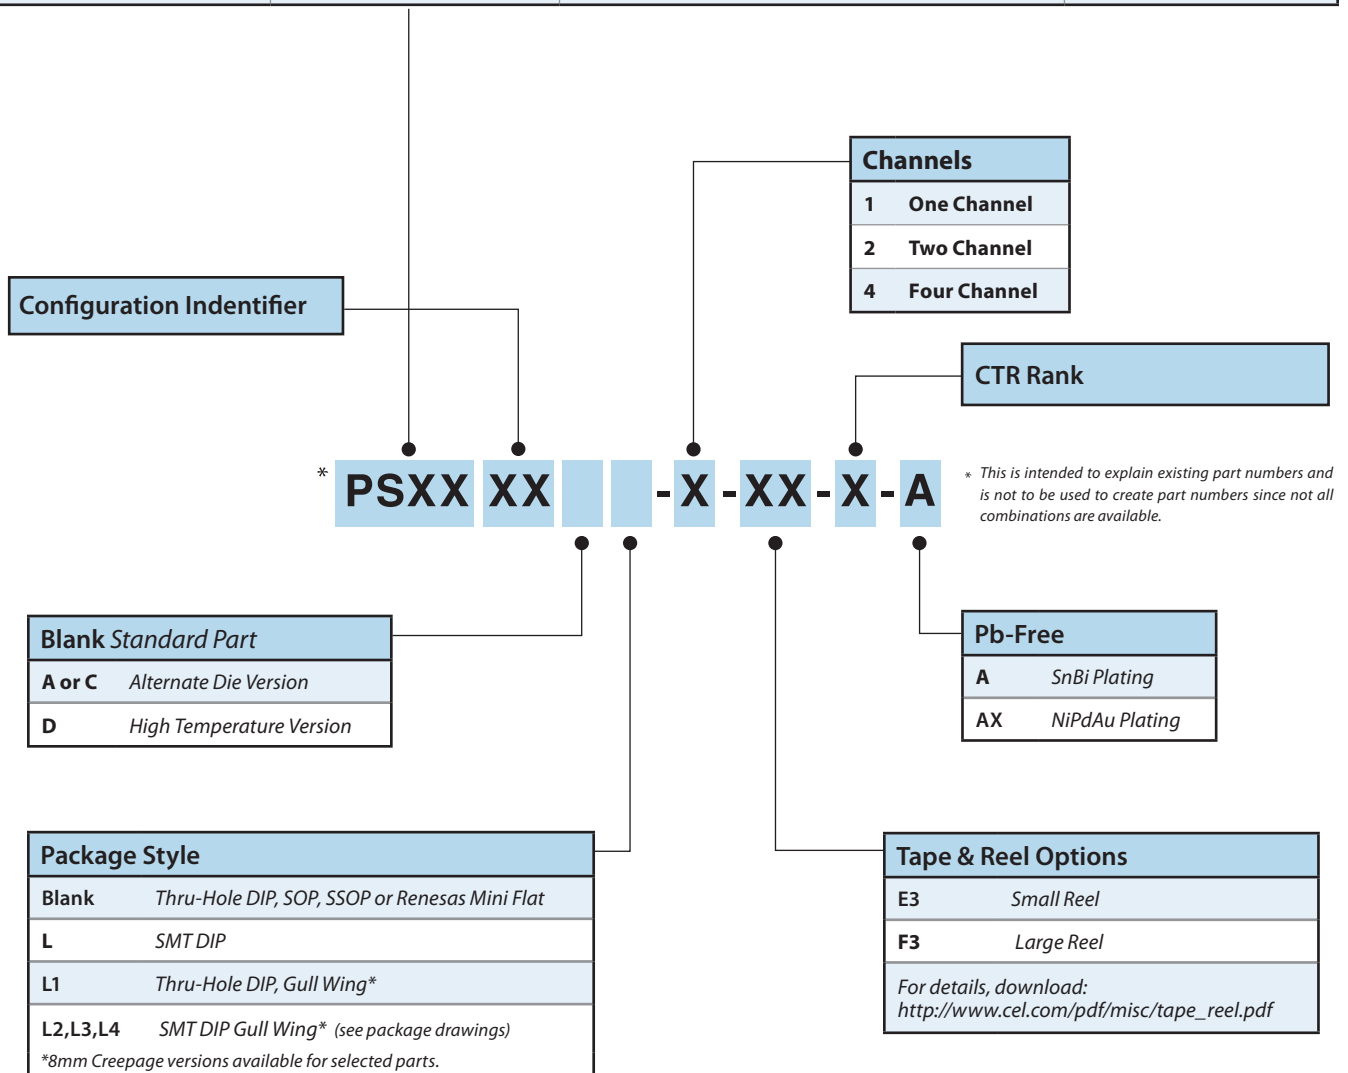 Channels
1 One Channel
2 Two Channel
4 Four Channel
Configuration Indentifier
CTR Rank
* PSXX XX - X - XX - X - A
* This is intended to explain existing part numbers and
is not to be used to create part numbers since not all
combinations are available.
Blank Standard Part
A or C Alternate Die Version
D High Temperature Version
Pb-Free
A SnBi Plating
AX NiPdAu Plating
Package Style
Blank Thru-Hole DIP, SOP, SSOP or Renesas Mini Flat
L SMT DIP
L1 Thru-Hole DIP, Gull Wing*
L2,L3,L4 SMT DIP Gull Wing* (see package drawings)
*8mm Creepage versions available for selected parts.
Tape & Reel Options
E3 Small Reel
F3 Large Reel
For details, download:
http://www.cel.com/pdf/misc/tape_reel.pdf